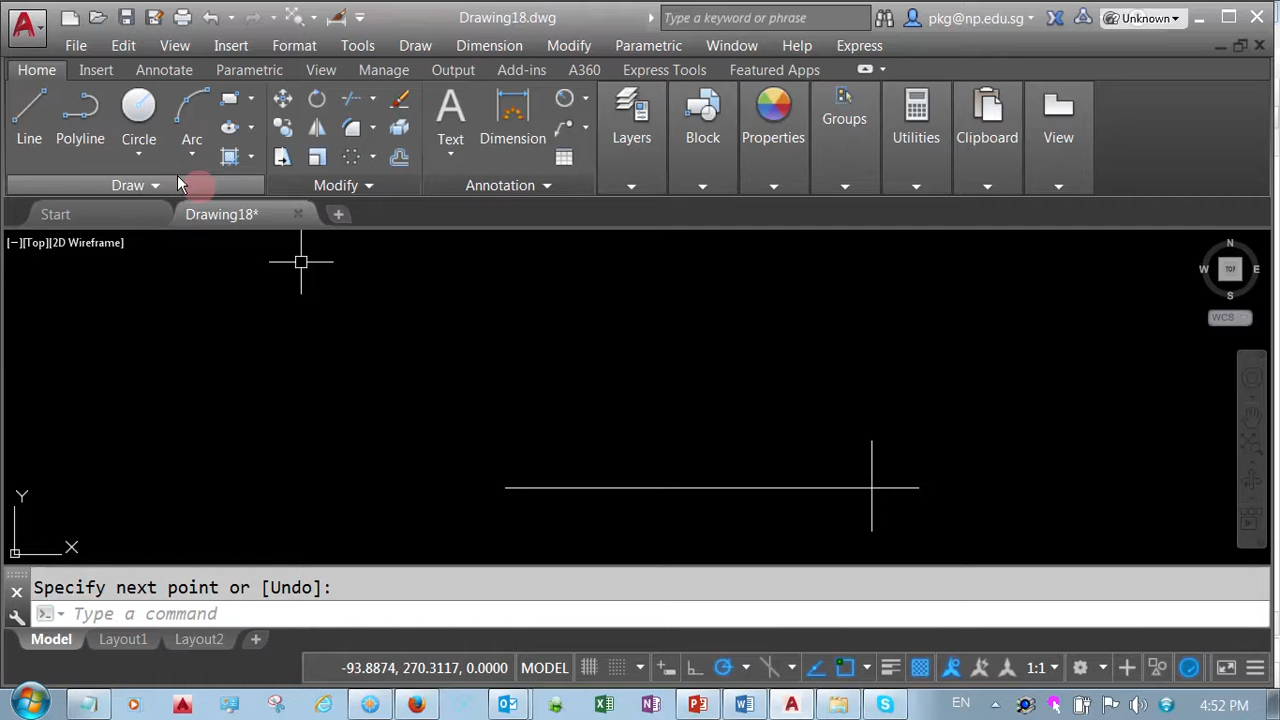 Drawing18.dwg
Type a keyword or phrase
pkg@np.edu.sg
Unknown
File Edit View Insert Format Tools Draw Dimension Modify Parametric Window Help Express
Home Insert Annotate Parametric View Manage Output Add-ins A360 Express Tools Featured Apps
Line Polyline Circle Arc Text Dimension Layers Block Properties Groups Utilities Clipboard View
Draw Modify Annotation
Start Drawing18*
[−][Top][2D Wireframe]
N
W TOP E
S
WCS
Y
X
Specify next point or [Undo]:
Type a command
Model Layout1 Layout2
-93.8874, 270.3117, 0.0000 MODEL 1:1
EN 4:52 PM